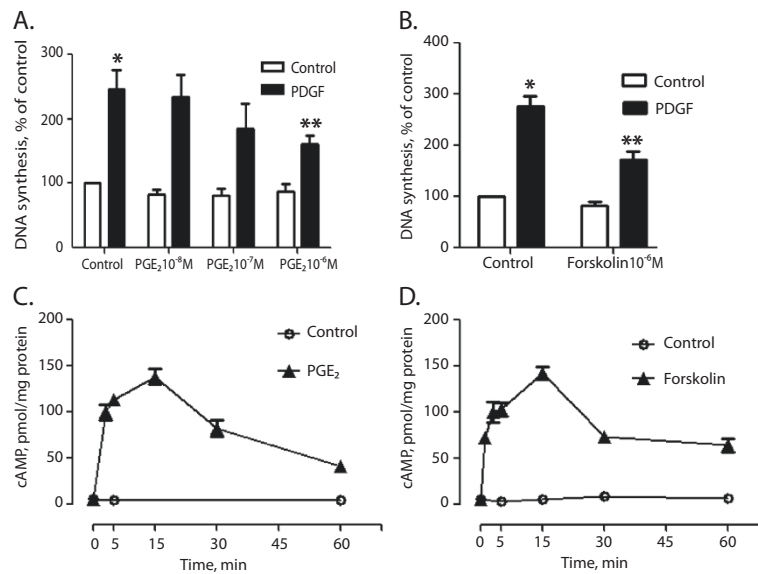 A.
DNA synthesis, % of control
300
200
100
0
*
**
Control
PDGF
Control
PGE₂10⁻⁸M
PGE₂10⁻⁷M
PGE₂10⁻⁶M
B.
DNA synthesis, % of control
400
300
200
100
0
*
**
Control
PDGF
Control
Forskolin10⁻⁶M
C.
cAMP, pmol/mg protein
200
150
100
50
0
Control
PGE₂
0 5 15 30 45 60
Time, min
D.
cAMP, pmol/mg protein
200
150
100
50
0
Control
Forskolin
0 5 15 30 45 60
Time, min